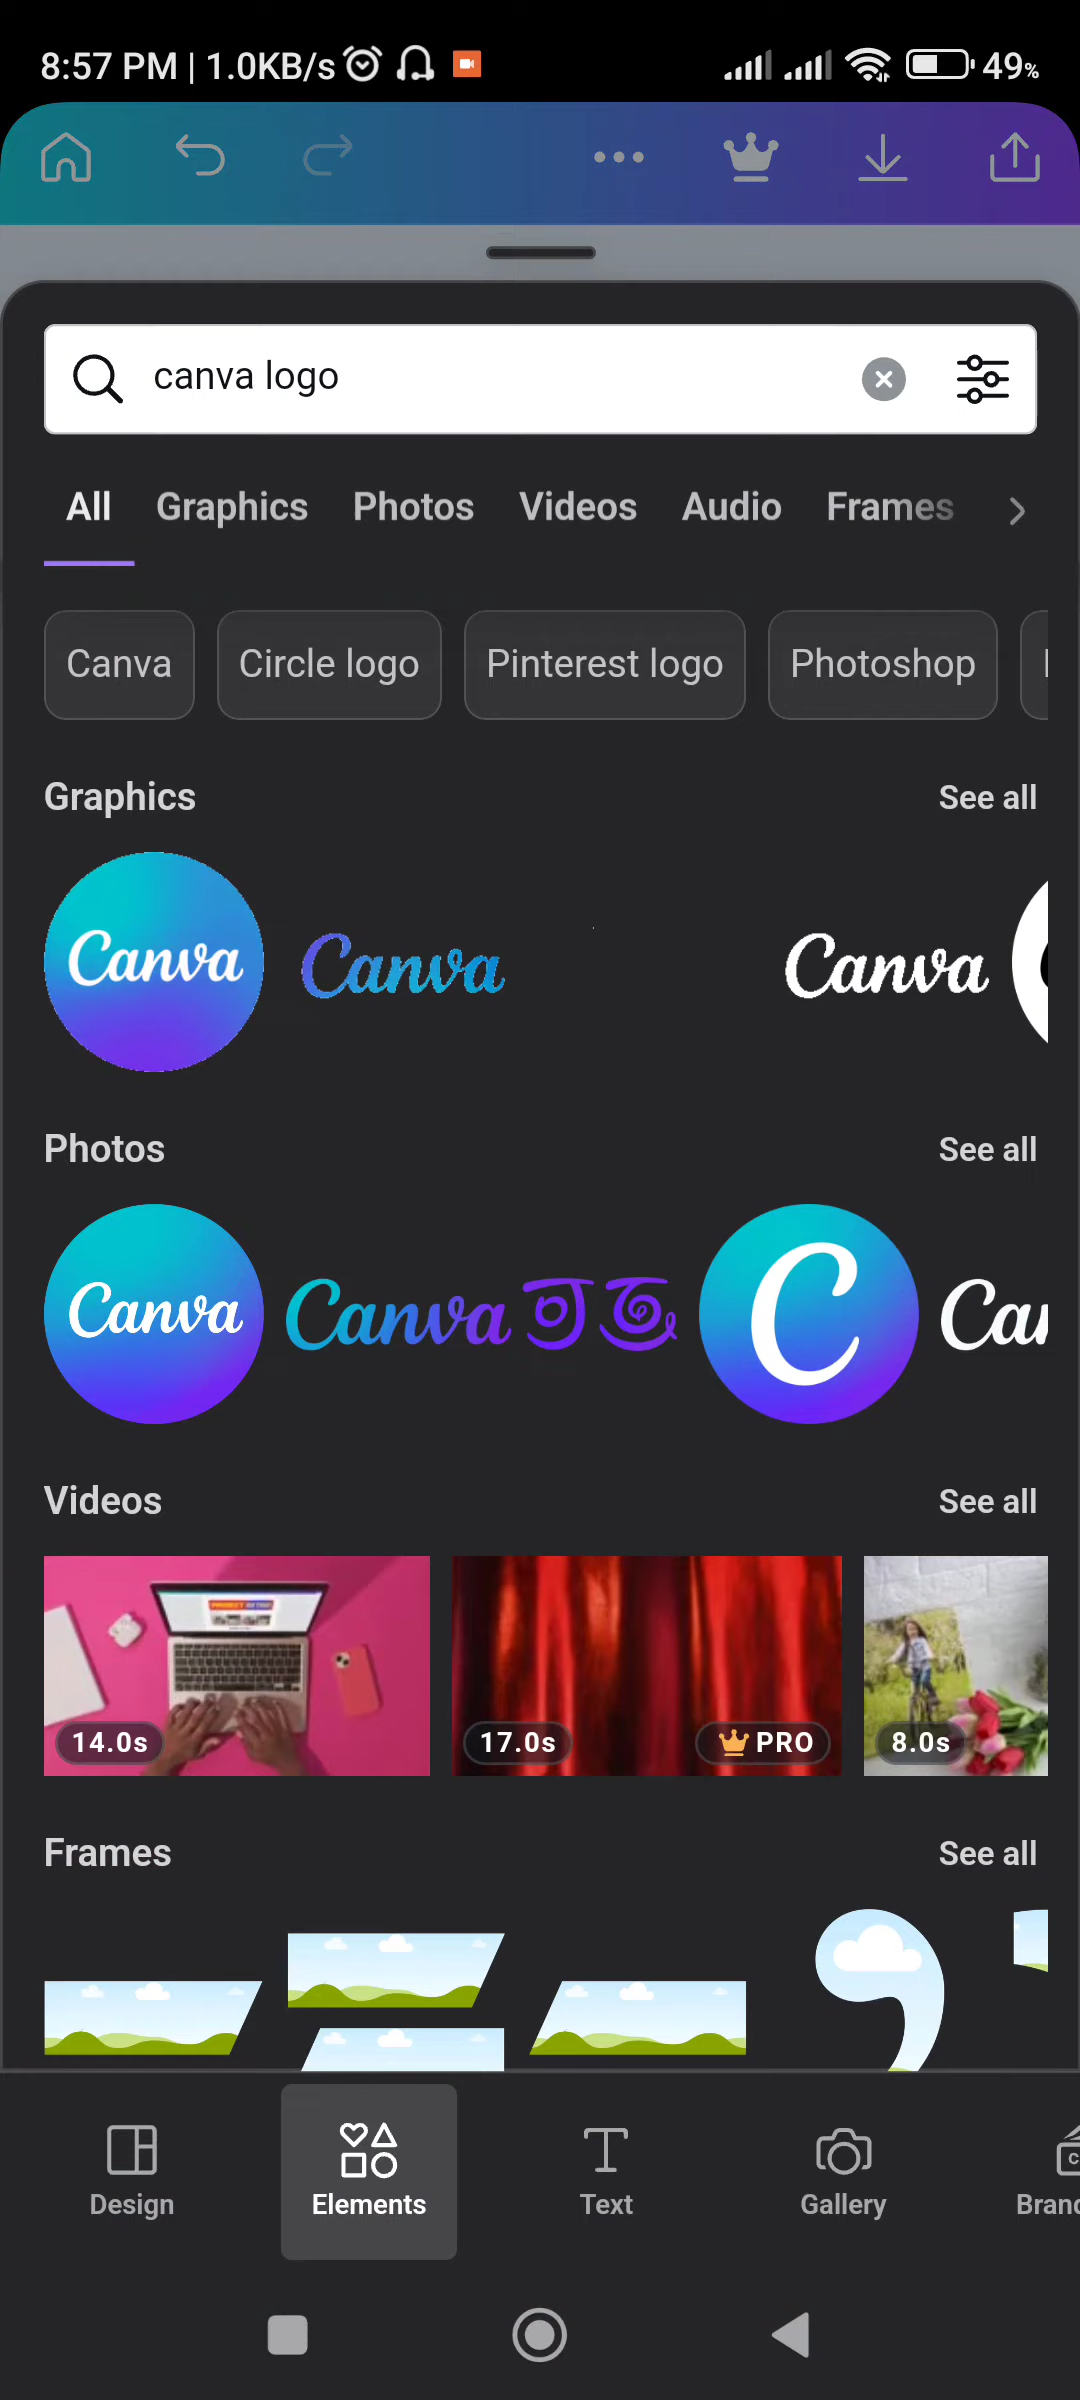 8:57 PM | 1.0KB/s 49%
canva logo
All Graphics Photos Videos Audio Frames
Canva Circle logo Pinterest logo Photoshop
Graphics See all
Canva Canva Canva
Photos See all
Canva Canva C Can
Videos See all
14.0s 17.0s PRO 8.0s
Frames See all
Design Elements Text Gallery Brand